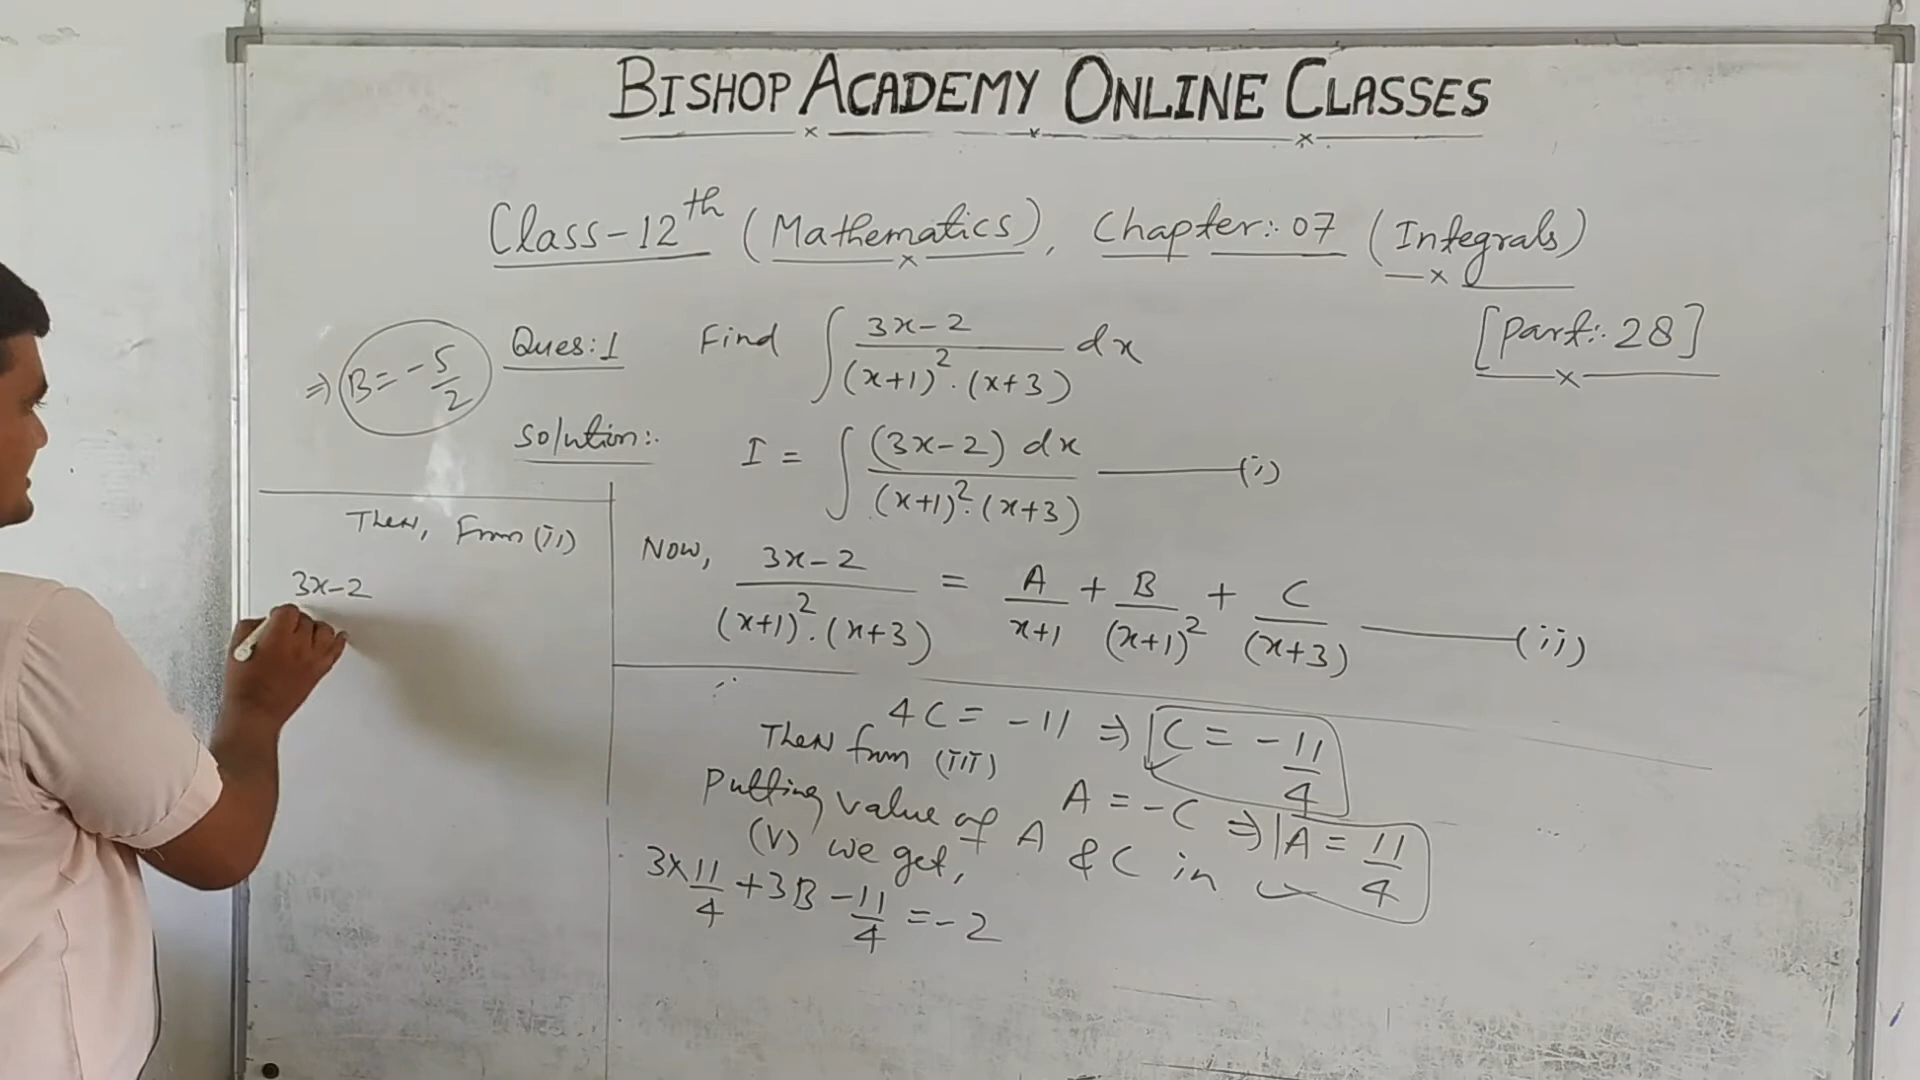 BISHOP ACADEMY ONLINE CLASSES
Class-12th (Mathematics), Chapter:07 (Integrals)
[Part:28]
Ques:1 Find ∫ (3x-2)/((x+1)².(x+3)) dx
⇒ B = -5/2
Solution: I = ∫ ((3x-2) dx)/((x+1)².(x+3)) ——— (i)
Now, (3x-2)/((x+1)².(x+3)) = A/(x+1) + B/(x+1)² + C/(x+3) ——— (ii)
4C = -11 ⇒ C = -11/4
Then from (iii)
A = -C ⇒ A = 11/4
Putting value of A & C in
(V) we get,
3×11/4 + 3B - 11/4 = -2
Then, From (ii)
3x-2